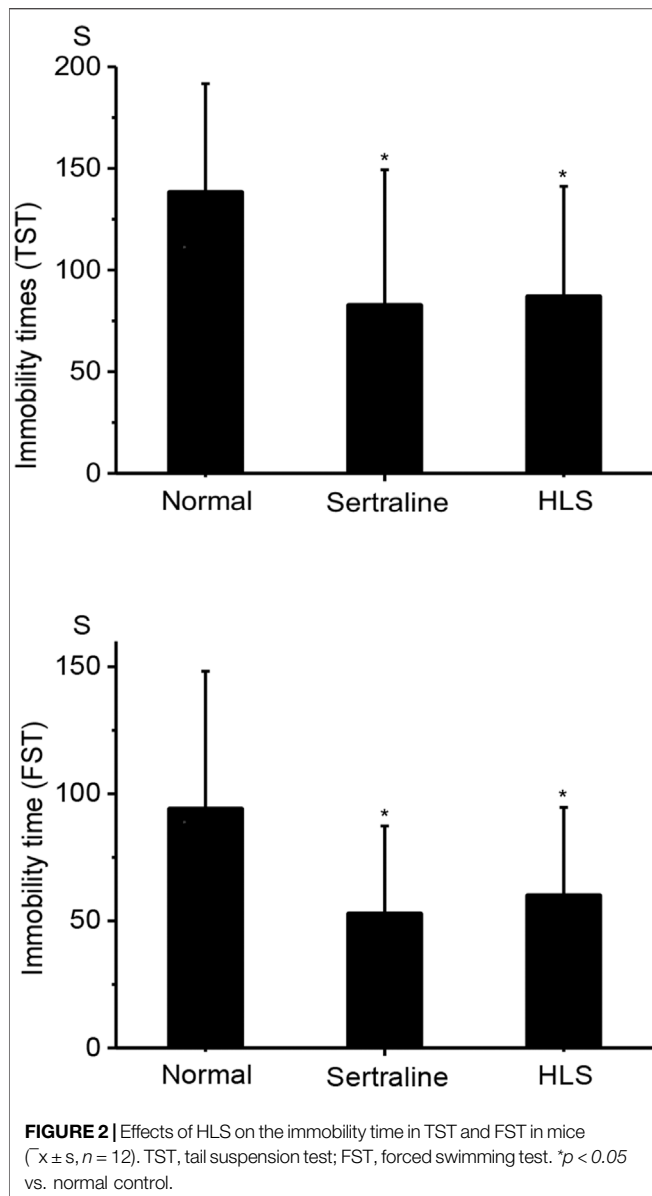 S
200
150
100
50
0
Immobility times (TST)
*
*
Normal Sertraline HLS
S
150
100
50
0
Immobility time (FST)
*
*
Normal Sertraline HLS
FIGURE 2 | Effects of HLS on the immobility time in TST and FST in mice
(¯x ± s, n = 12). TST, tail suspension test; FST, forced swimming test. *p < 0.05
vs. normal control.